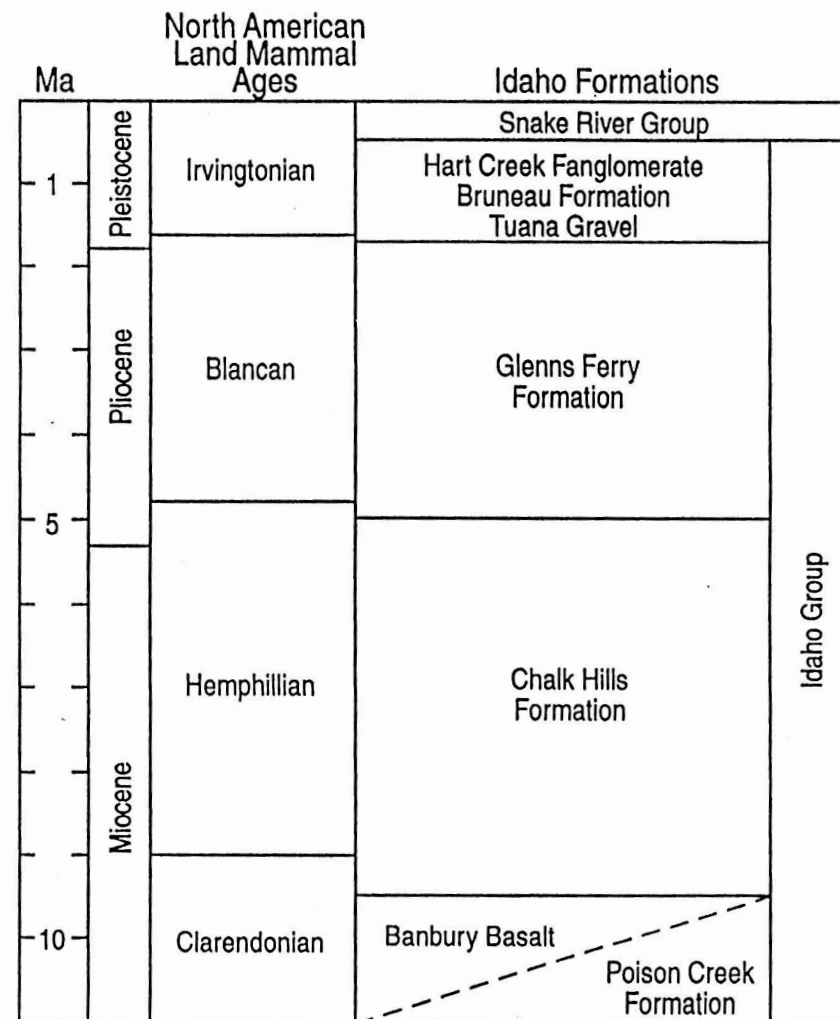 North American
Land Mammal
Ages
Ma
Idaho Formations
Snake River Group
Pleistocene
Irvingtonian
1
Hart Creek Fanglomerate
Bruneau Formation
Tuana Gravel
Pliocene
Blancan
Glenns Ferry
Formation
5
Idaho Group
Hemphillian
Chalk Hills
Formation
Miocene
10
Clarendonian
Banbury Basalt
Poison Creek
Formation